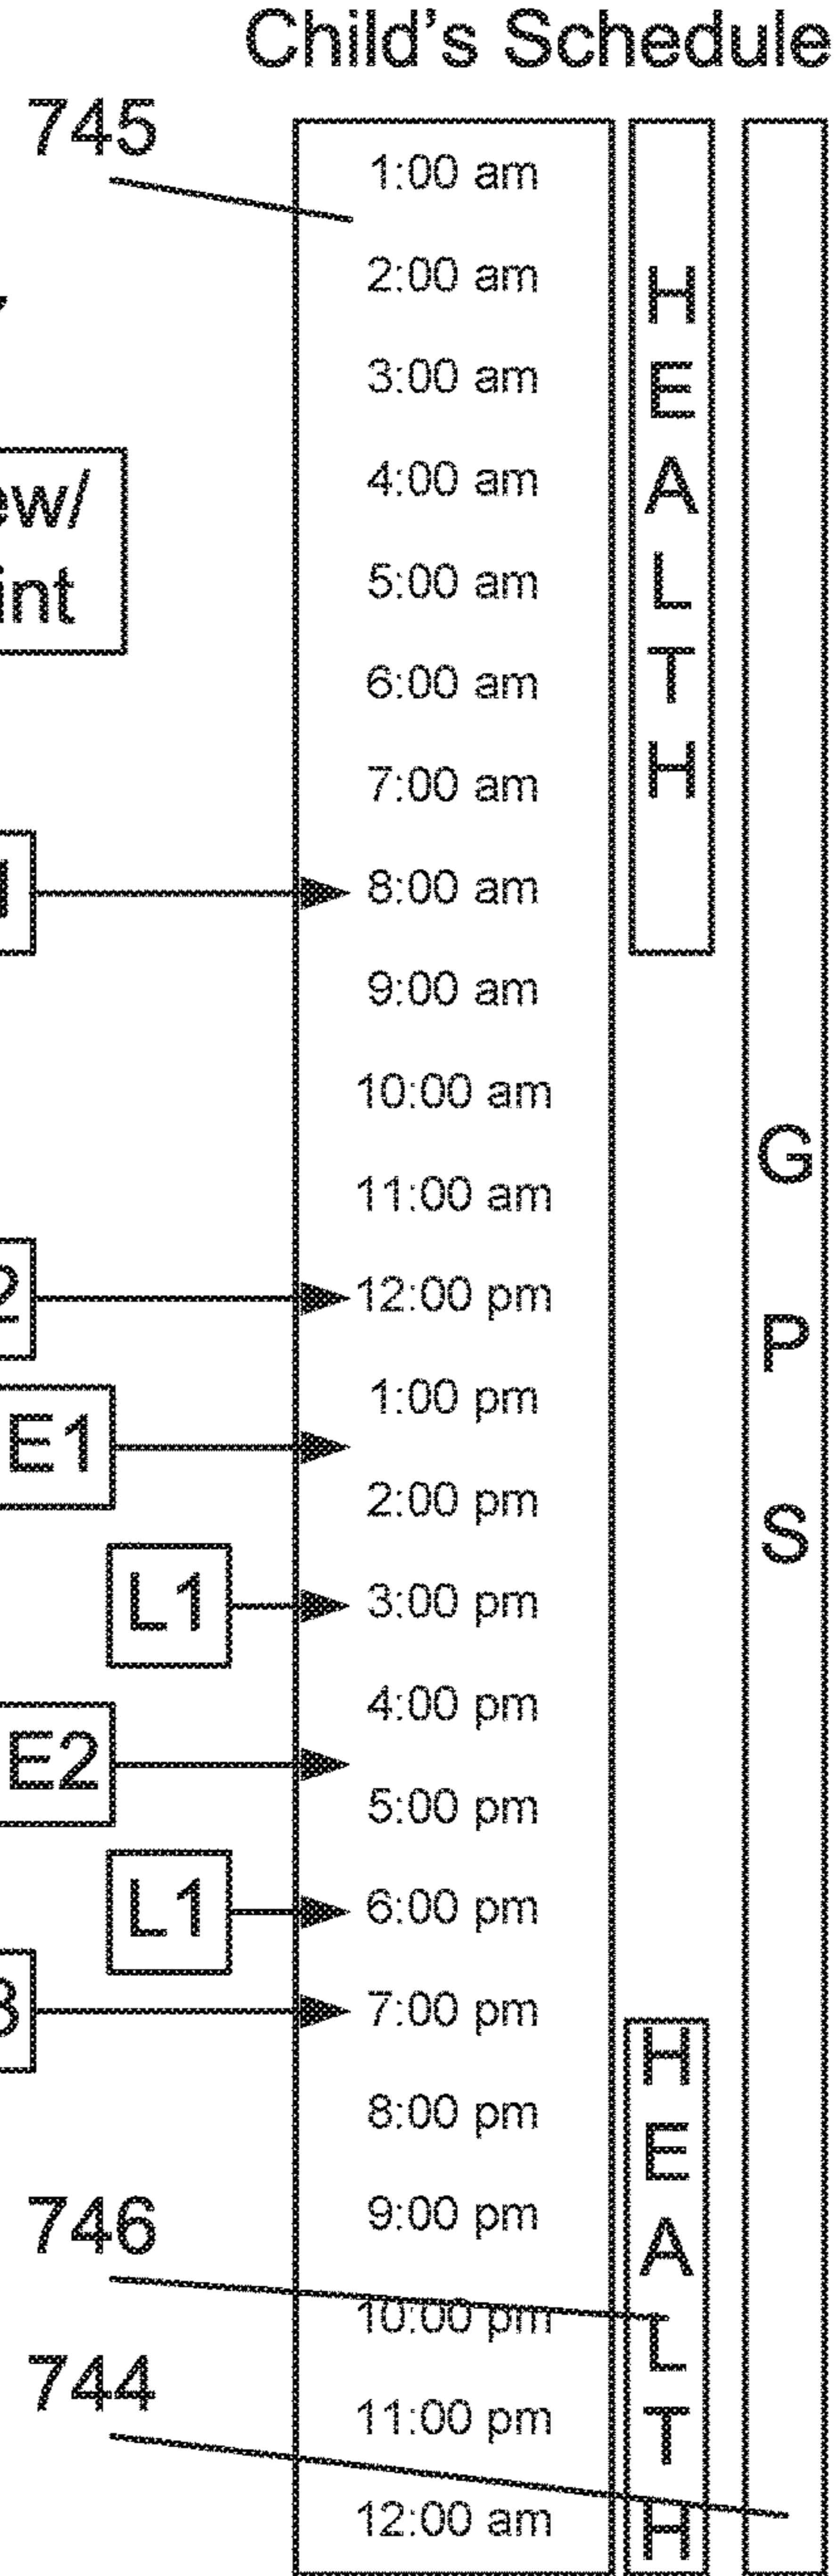 Child's Schedule
745
1:00 am
2:00 am
3:00 am
4:00 am
5:00 am
6:00 am
7:00 am
8:00 am
9:00 am
10:00 am
11:00 am
12:00 pm
1:00 pm
E1
2:00 pm
L1
3:00 pm
4:00 pm
E2
5:00 pm
L1
6:00 pm
7:00 pm
8:00 pm
9:00 pm
746
10:00 pm
744
11:00 pm
12:00 am
HEALTH
HEALTH
GPS